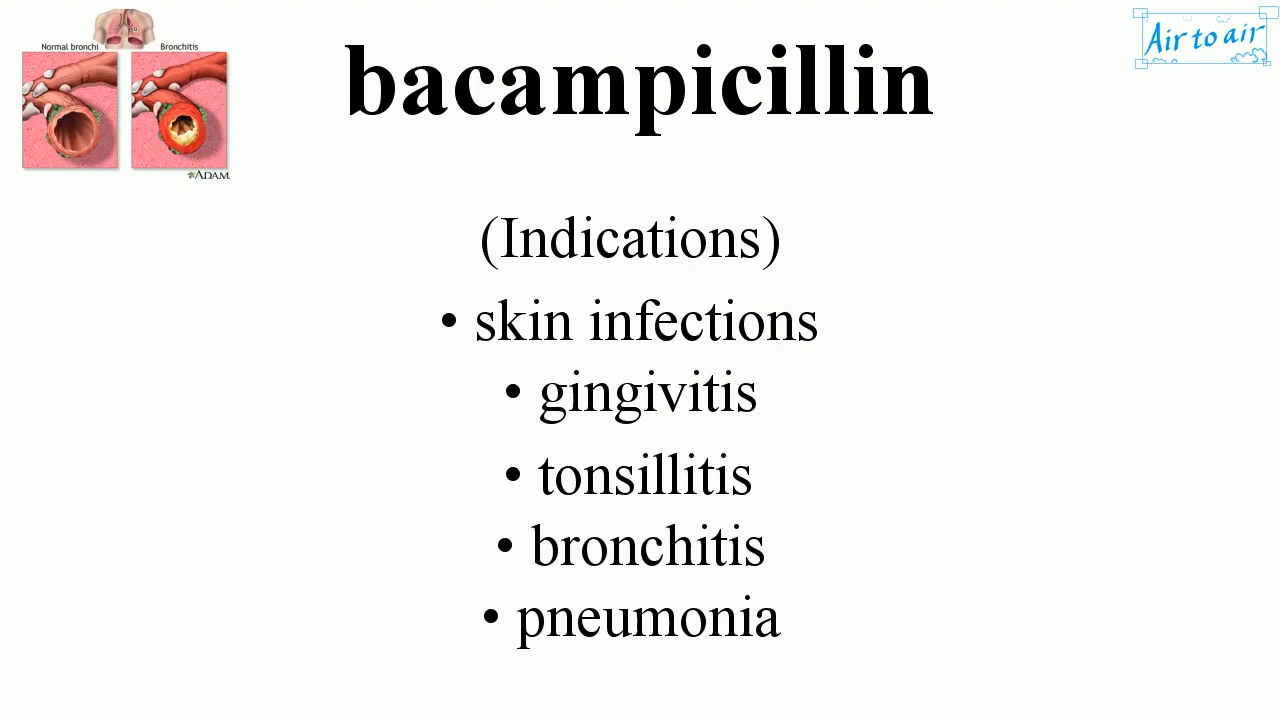 Normal bronchi Bronchitis
ADAM.
Air to air
bacampicillin
(Indications)
• skin infections
• gingivitis
• tonsillitis
• bronchitis
• pneumonia